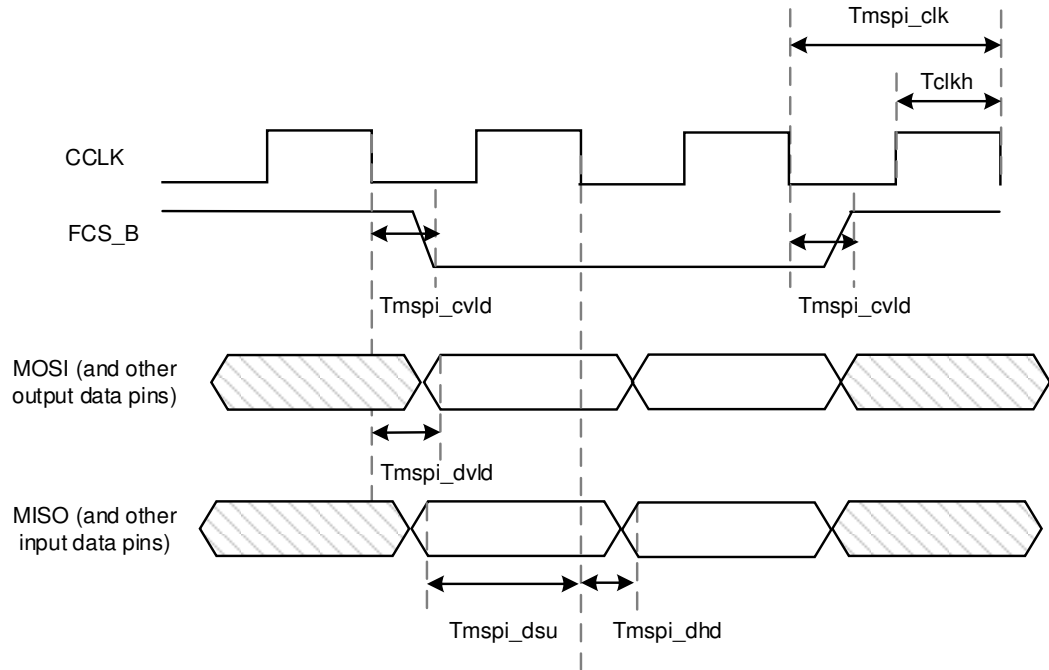 Tmspi_clk
Tclkh
CCLK
FCS_B
Tmspi_cvld
Tmspi_cvld
MOSI (and other
output data pins)
Tmspi_dvld
MISO (and other
input data pins)
Tmspi_dsu
Tmspi_dhd